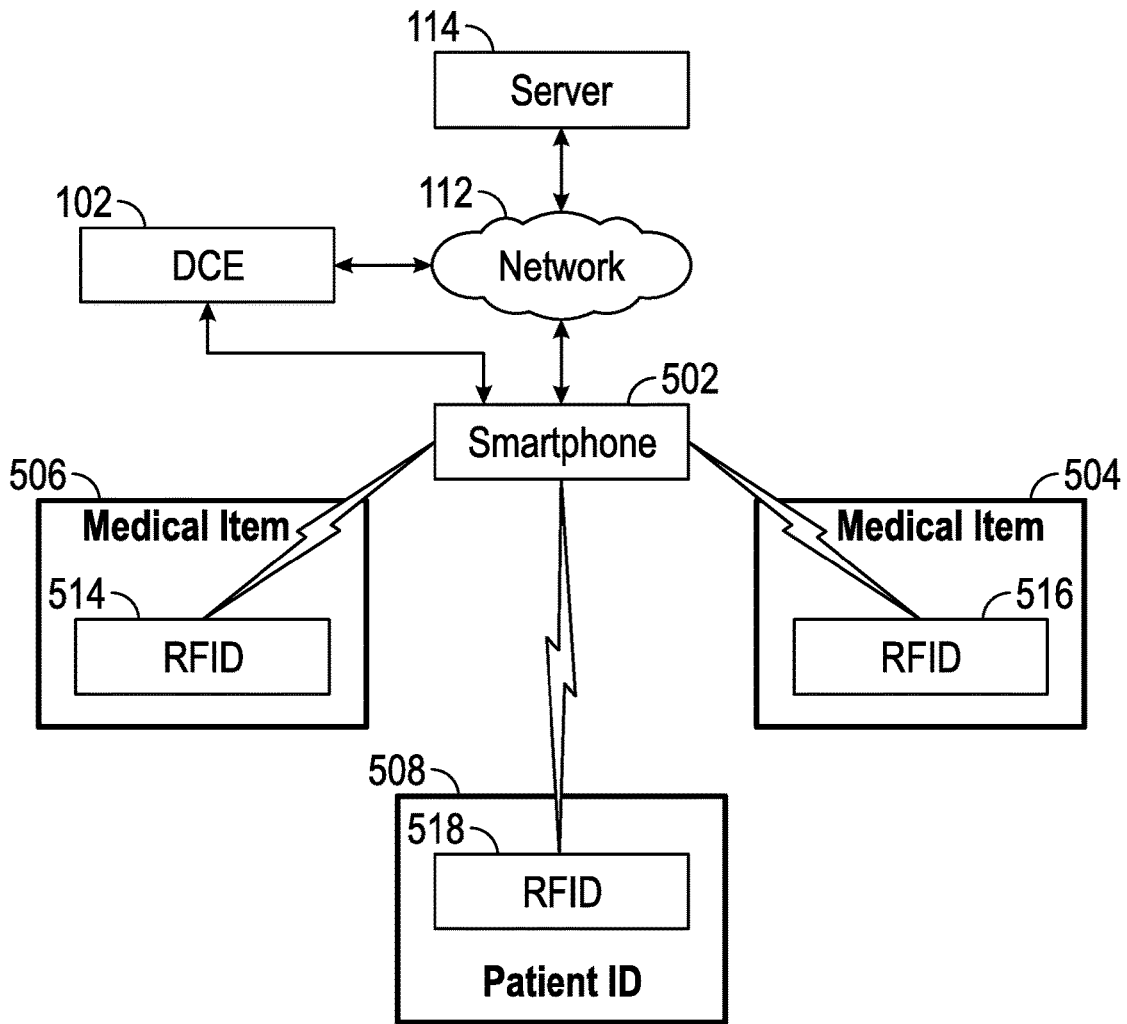 114
Server
102
112
DCE
Network
502
Smartphone
506
504
Medical Item
Medical Item
514
516
RFID
RFID
508
518
RFID
Patient ID